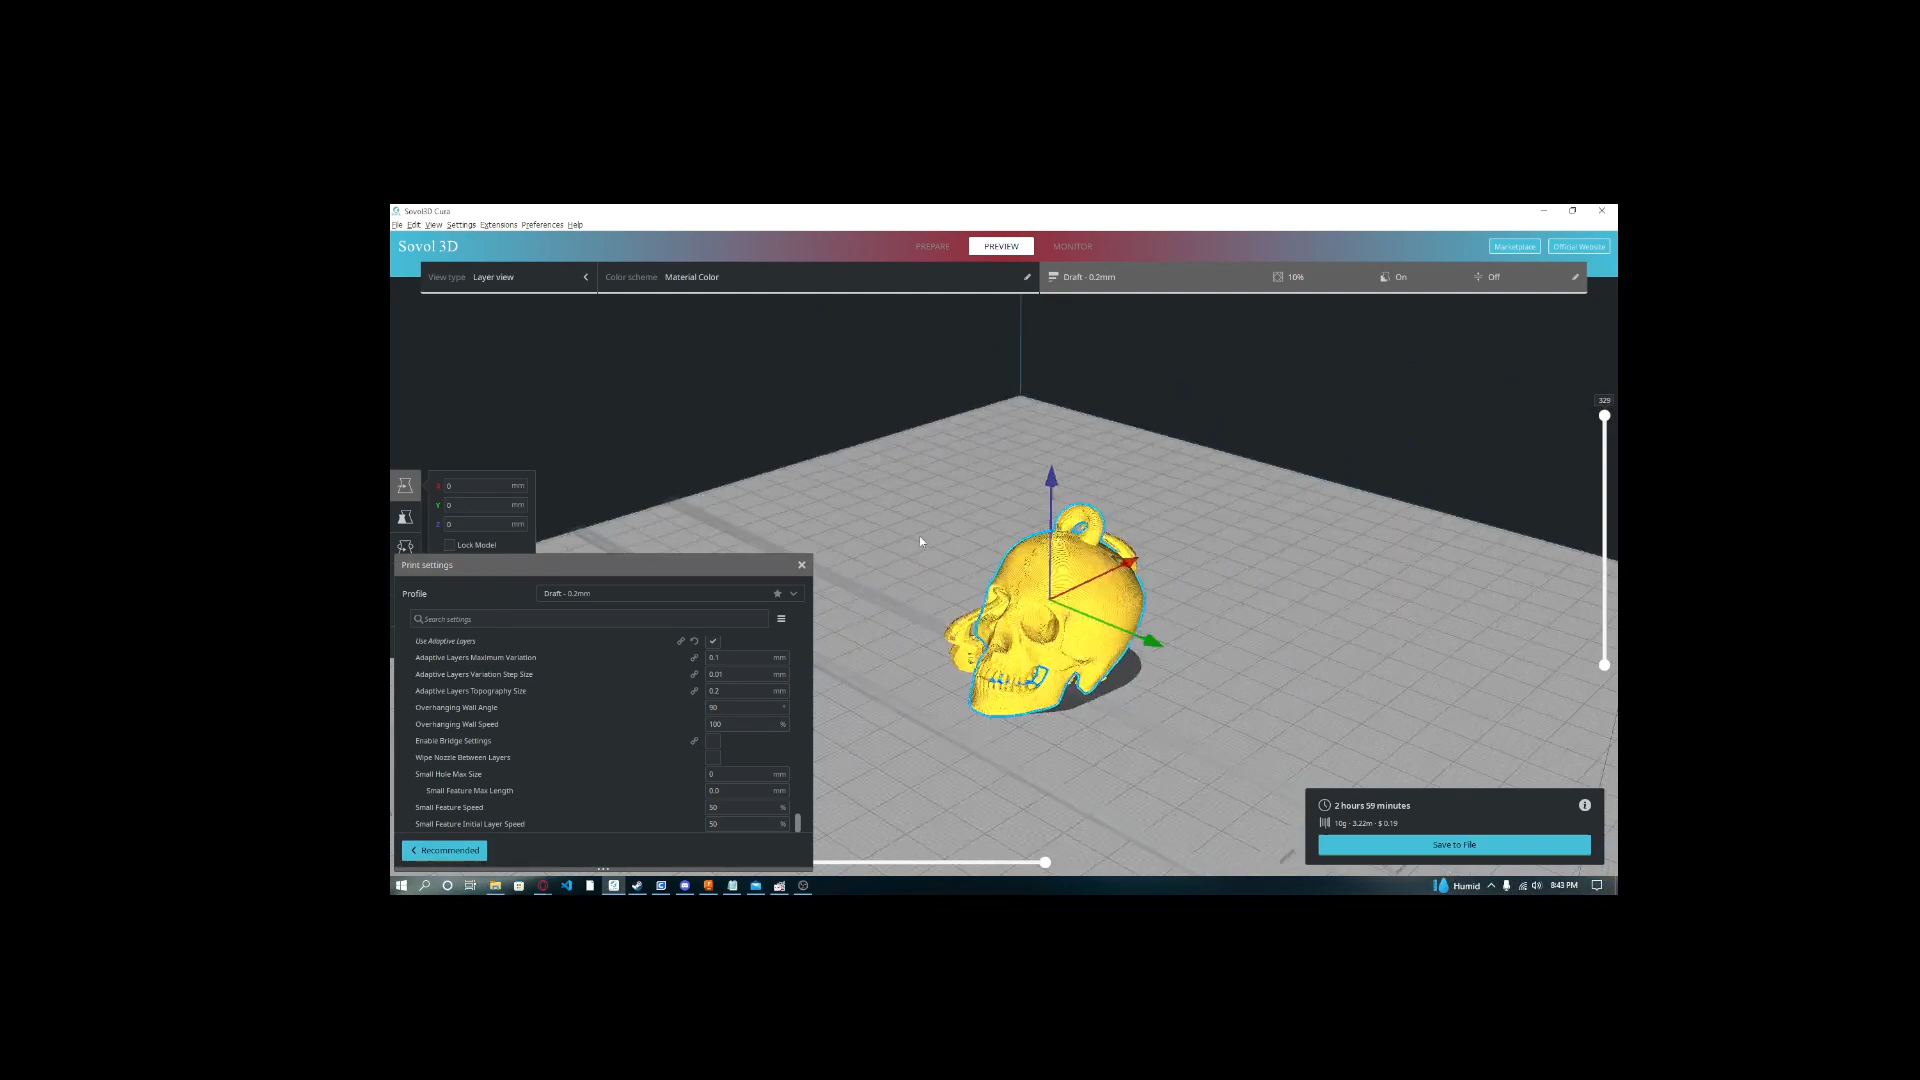 Sovol3D Cura
File Edit View Settings Extensions Preferences Help
Sovol 3D
PREPARE PREVIEW MONITOR
Marketplace Official Website
View type Layer view Color scheme Material Color Draft - 0.2mm 10% On Off
329
X 0 mm
Y 0 mm
Z 0 mm
Lock Model
Print settings
Profile Draft - 0.2mm
Search settings
Use Adaptive Layers
Adaptive Layers Maximum Variation 0.1 mm
Adaptive Layers Variation Step Size 0.01 mm
Adaptive Layers Topography Size 0.2 mm
Overhanging Wall Angle 90 °
Overhanging Wall Speed 100 %
Enable Bridge Settings
Wipe Nozzle Between Layers
Small Hole Max Size 0 mm
Small Feature Max Length 0.0 mm
Small Feature Speed 50 %
Small Feature Initial Layer Speed 50 %
Recommended
2 hours 59 minutes
10g · 3.22m · $ 0.19
Save to File
Humid 8:43 PM